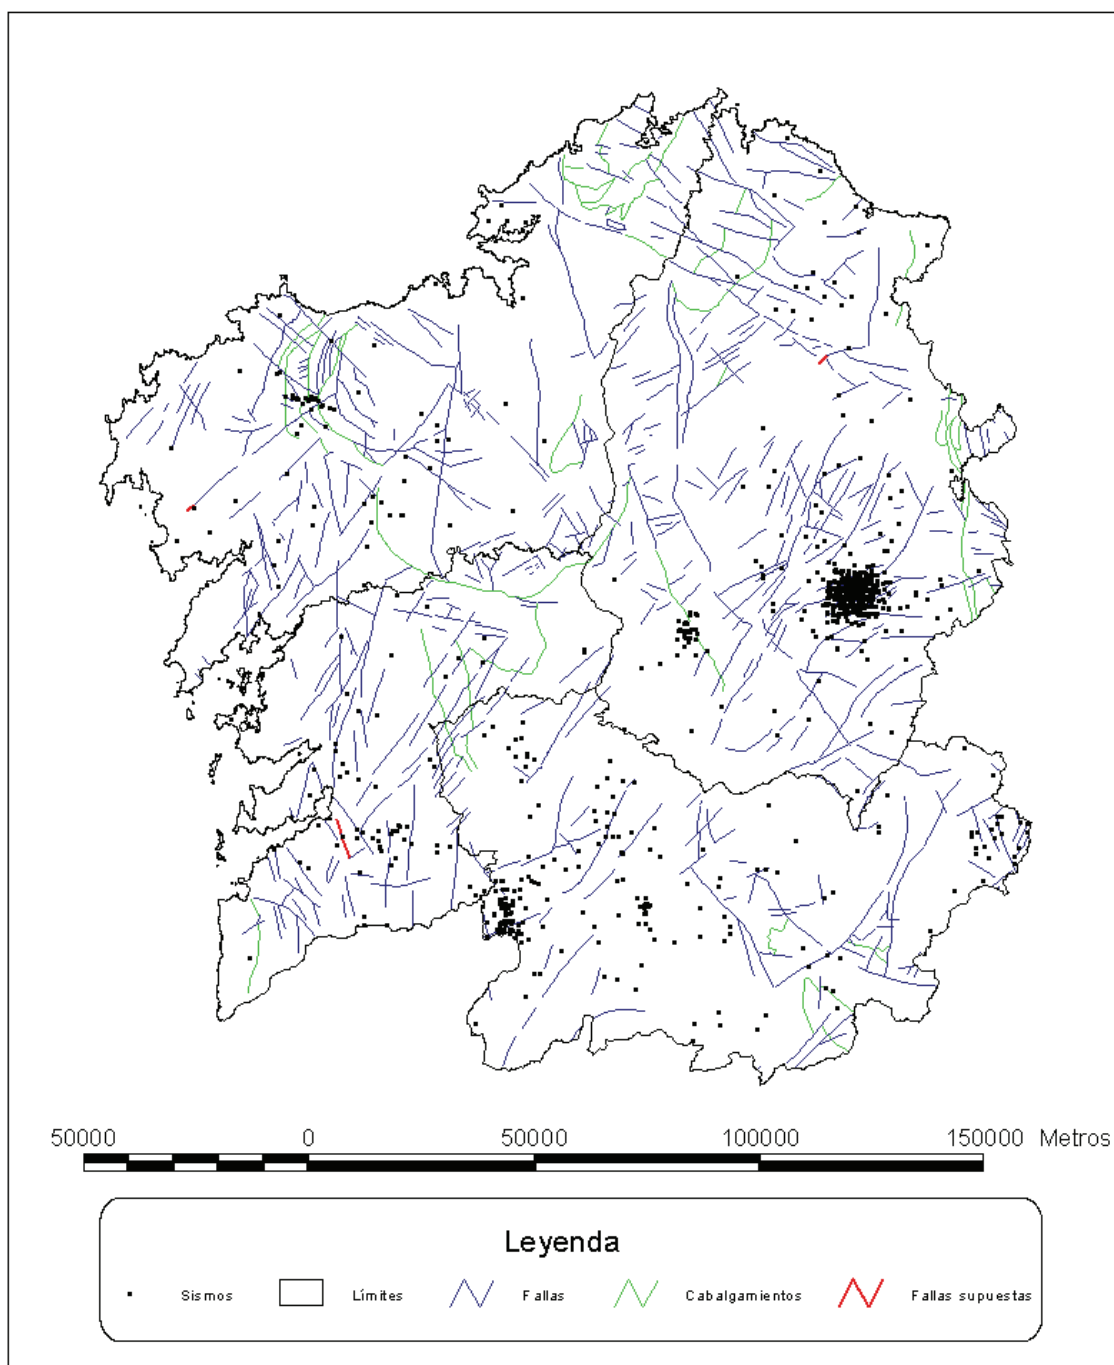 50000 0 50000 100000 150000 Metros
Leyenda
Sismos Límites Fallas Cabalgamientos Fallas supuestas